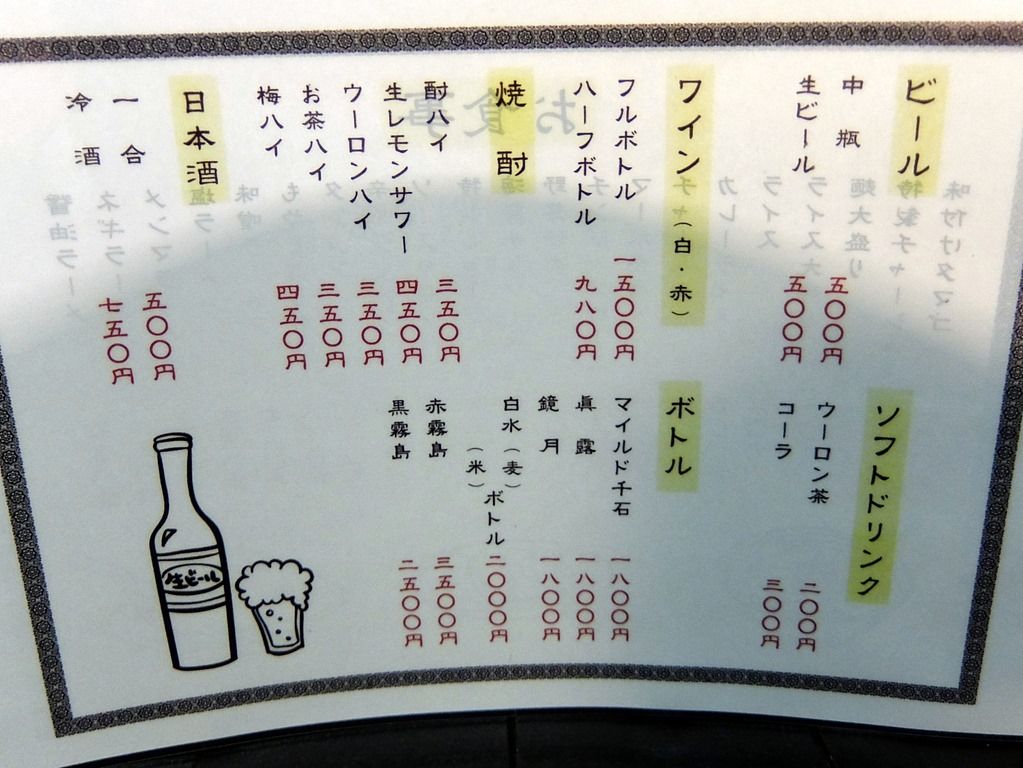 ビール
中瓶 五〇〇円
生ビール 五〇〇円
ワイン(白・赤)
フルボトル 一五〇〇円
ハーフボトル 九八〇円
焼酎
酎ハイ 三五〇円
生レモンサワー 四五〇円
ウーロンハイ 三五〇円
お茶ハイ 三五〇円
梅ハイ 四五〇円
日本酒
一合 五〇〇円
冷酒 七五〇円
ソフトドリンク
ウーロン茶 二〇〇円
コーラ 三〇〇円
ボトル
マイルド千石 一八〇〇円
眞露 一八〇〇円
鏡月 一八〇〇円
白水(麦)
(米)
ボトル 二〇〇〇円
赤霧島 三五〇〇円
黒霧島 二五〇〇円
生ビール